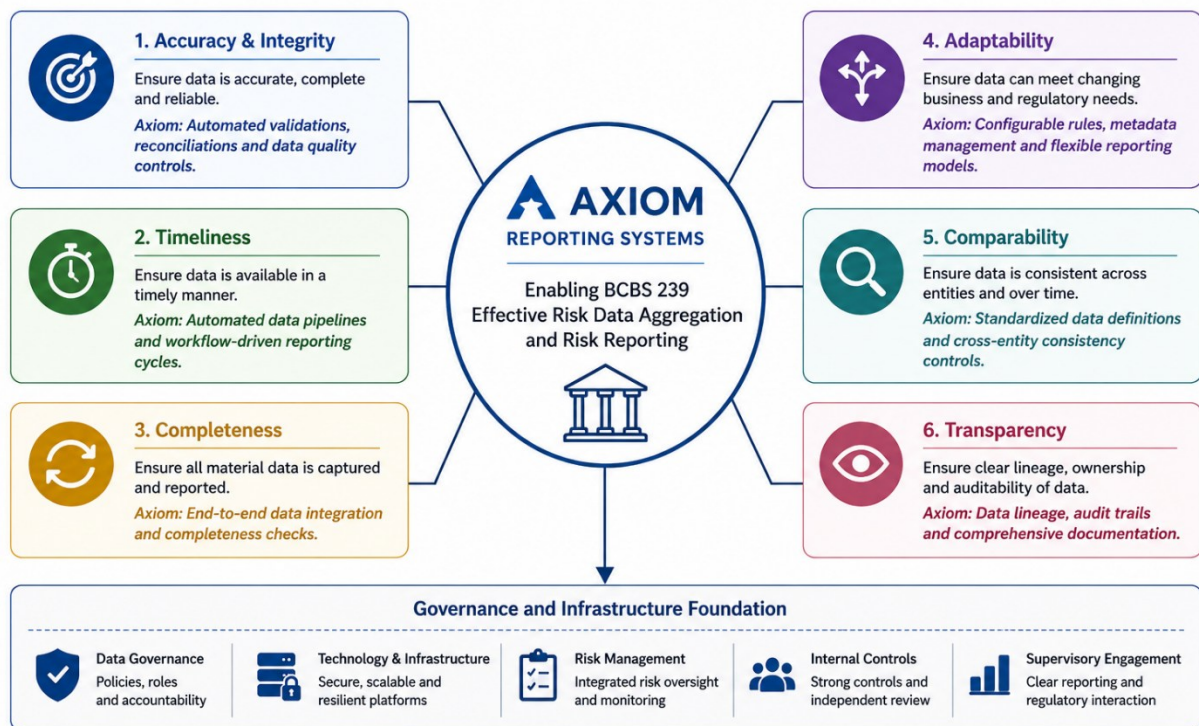 1. Accuracy & Integrity
Ensure data is accurate, complete
and reliable.
Axiom: Automated validations,
reconciliations and data quality
controls.
2. Timeliness
Ensure data is available in a
timely manner.
Axiom: Automated data pipelines
and workflow-driven reporting
cycles.
3. Completeness
Ensure all material data is captured
and reported.
Axiom: End-to-end data integration
and completeness checks.
AXIOM
REPORTING SYSTEMS
Enabling BCBS 239
Effective Risk Data Aggregation
and Risk Reporting
4. Adaptability
Ensure data can meet changing
business and regulatory needs.
Axiom: Configurable rules, metadata
management and flexible reporting
models.
5. Comparability
Ensure data is consistent across
entities and over time.
Axiom: Standardized data definitions
and cross-entity consistency
controls.
6. Transparency
Ensure clear lineage, ownership
and auditability of data.
Axiom: Data lineage, audit trails
and comprehensive documentation.
Governance and Infrastructure Foundation
Data Governance
Policies, roles
and accountability
Technology & Infrastructure
Secure, scalable and
resilient platforms
Risk Management
Integrated risk oversight
and monitoring
Internal Controls
Strong controls and
independent review
Supervisory Engagement
Clear reporting and
regulatory interaction